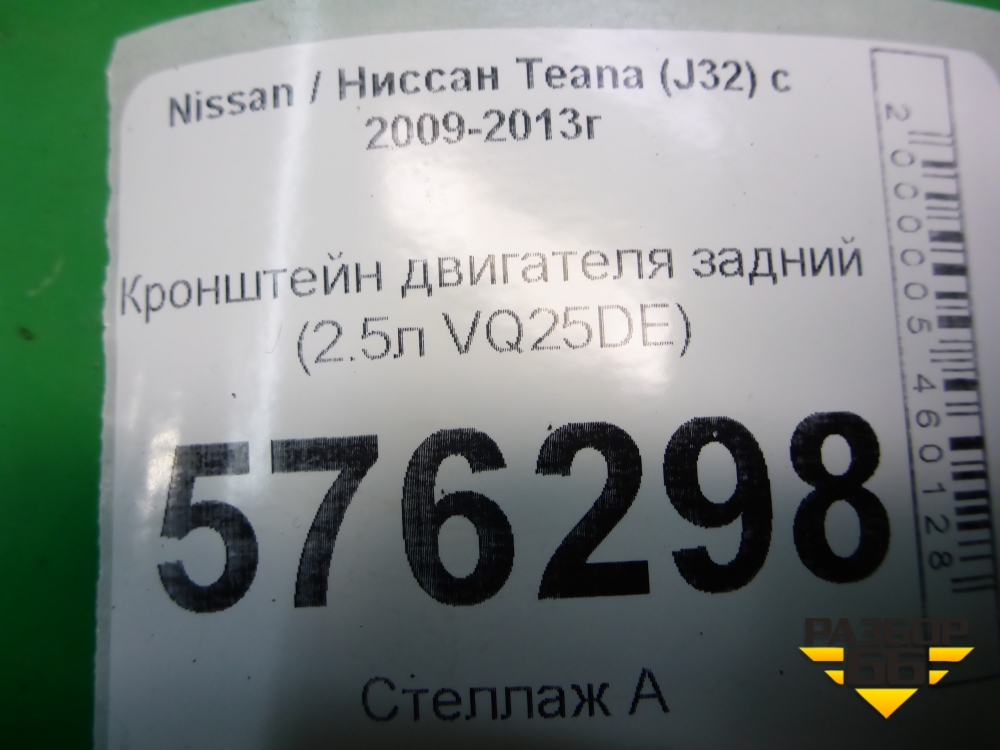 Nissan / Ниссан Teana (J32) с
2009-2013г
Кронштейн двигателя задний
(2.5л VQ25DE)
576298
Стеллаж А
2000005460128
РАЗБОР
66